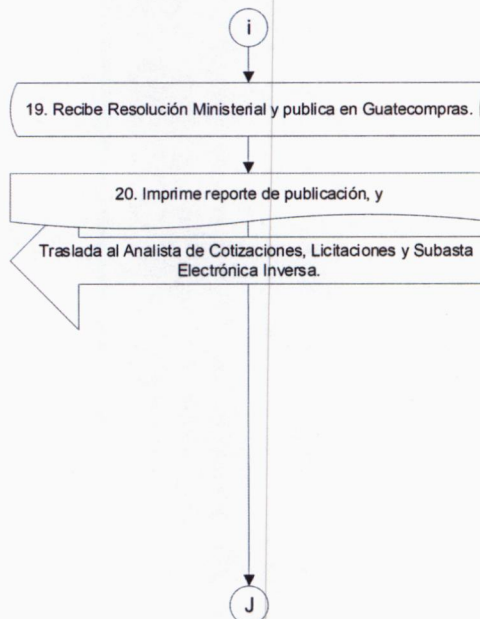 i
19. Recibe Resolución Ministerial y publica en Guatecompras.
20. Imprime reporte de publicación, y
Traslada al Analista de Cotizaciones, Licitaciones y Subasta
Electrónica Inversa.
J